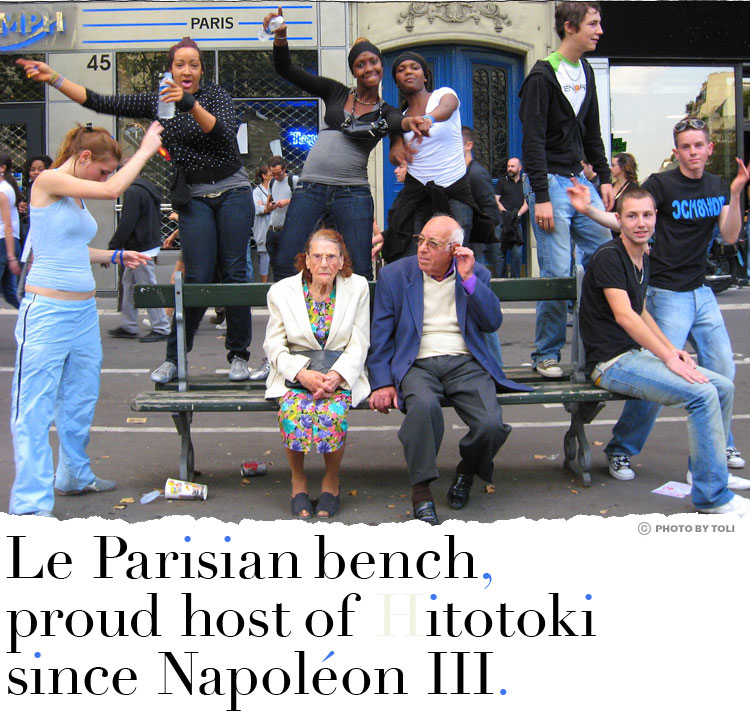 PARIS
45
© PHOTO BY TOLI
Le Parisian bench,
proud host of Hitotoki
since Napoléon III.